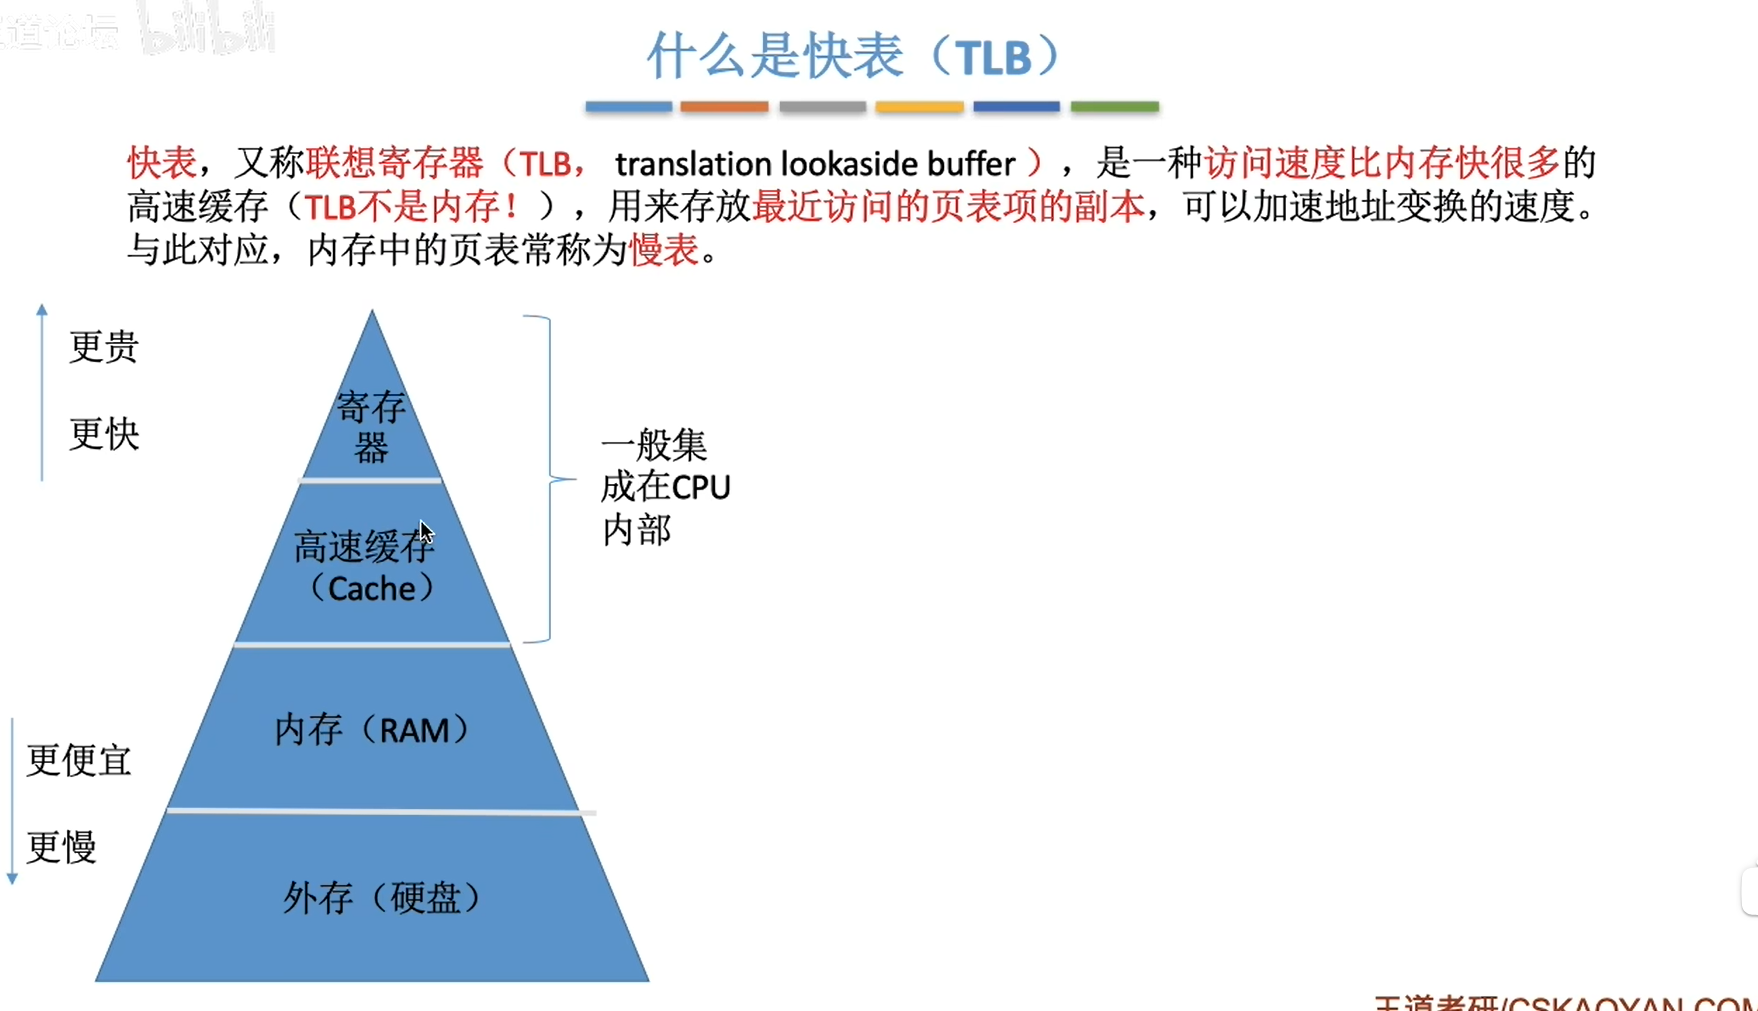 道论坛 bilibili
什么是快表（TLB）
快表，又称联想寄存器（TLB， translation lookaside buffer ），是一种访问速度比内存快很多的
高速缓存（TLB不是内存！），用来存放最近访问的页表项的副本，可以加速地址变换的速度。
与此对应，内存中的页表常称为慢表。
更贵
更快
寄存
器
高速缓存
（Cache）
一般集
成在CPU
内部
内存（RAM）
更便宜
更慢
外存（硬盘）
王道考研/CSKAOYAN.COM